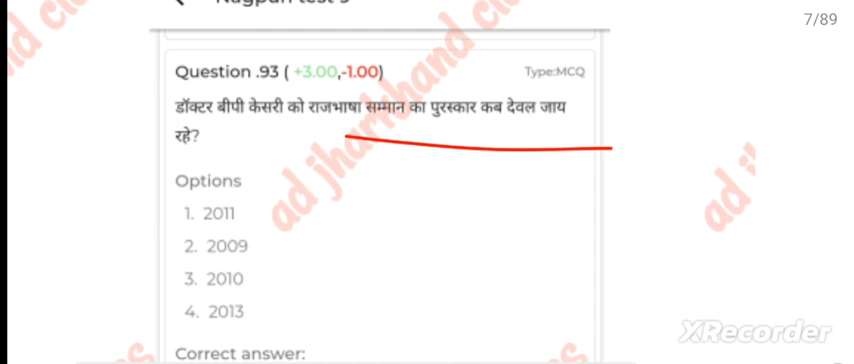 7/89
Question .93 ( +3.00,-1.00)
Type:MCQ
डॉक्टर बीपी केसरी को राजभाषा सम्मान का पुरस्कार कब देवल जाय
रहे?
Options
1. 2011
2. 2009
3. 2010
4. 2013
Correct answer:
ad jharkhand
XRecorder